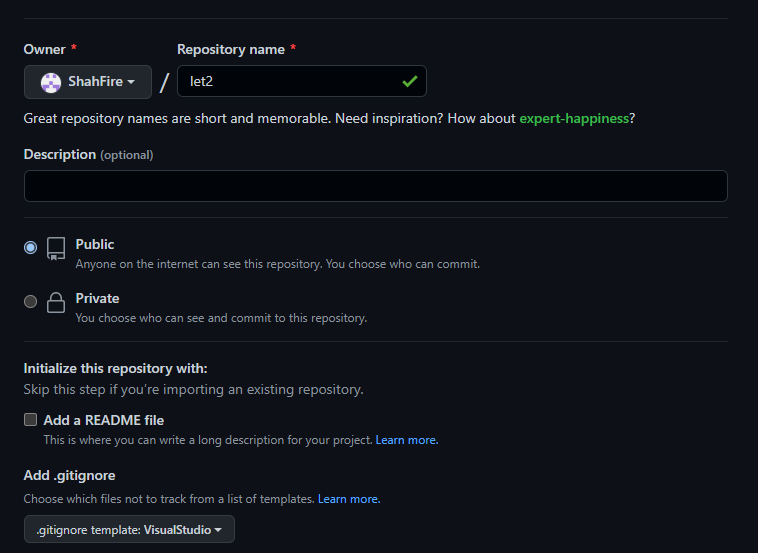 Owner * Repository name *
ShahFire / let2
Great repository names are short and memorable. Need inspiration? How about expert-happiness?
Description (optional)
Public
Anyone on the internet can see this repository. You choose who can commit.
Private
You choose who can see and commit to this repository.
Initialize this repository with:
Skip this step if you’re importing an existing repository.
Add a README file
This is where you can write a long description for your project. Learn more.
Add .gitignore
Choose which files not to track from a list of templates. Learn more.
.gitignore template: VisualStudio